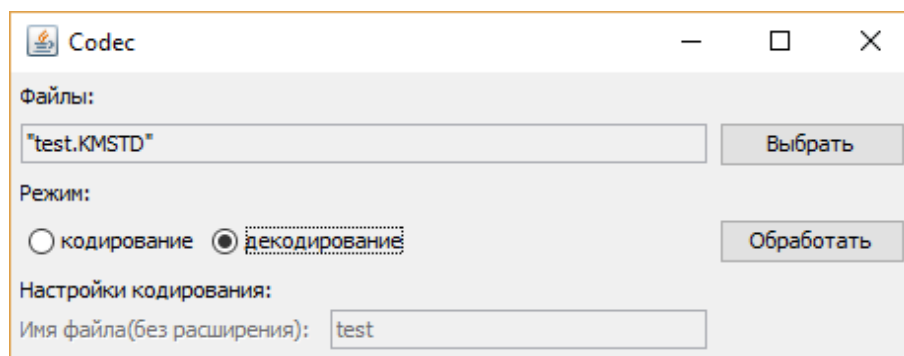 Codec
Файлы:
"test.KMSTD" Выбрать
Режим:
кодирование декодирование Обработать
Настройки кодирования:
Имя файла(без расширения): test